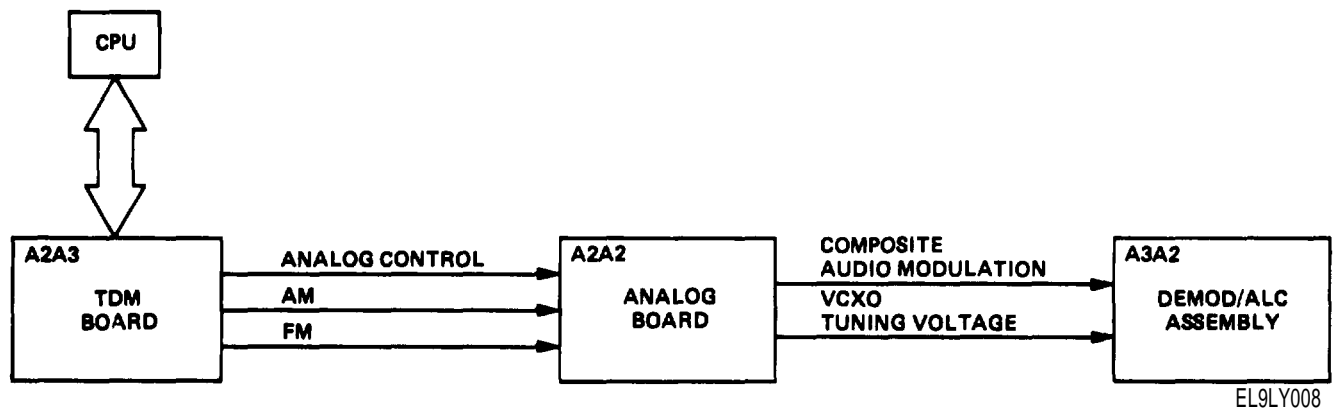 CPU
A2A3
TDM
BOARD
ANALOG CONTROL
AM
FM
A2A2
ANALOG
BOARD
COMPOSITE
AUDIO MODULATION
VCXO
TUNING VOLTAGE
A3A2
DEMOD/ALC
ASSEMBLY
EL9LY008